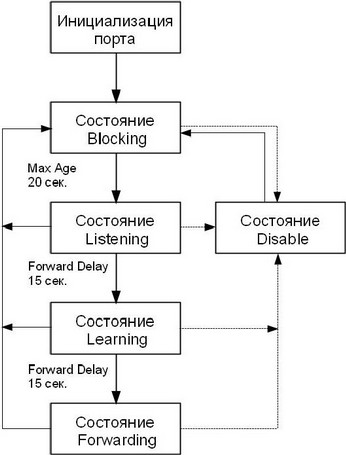 Инициализация
порта
Состояние
Blocking
Max Age
20 сек.
Состояние
Listening
Состояние
Disable
Forward Delay
15 сек.
Состояние
Learning
Forward Delay
15 сек.
Состояние
Forwarding